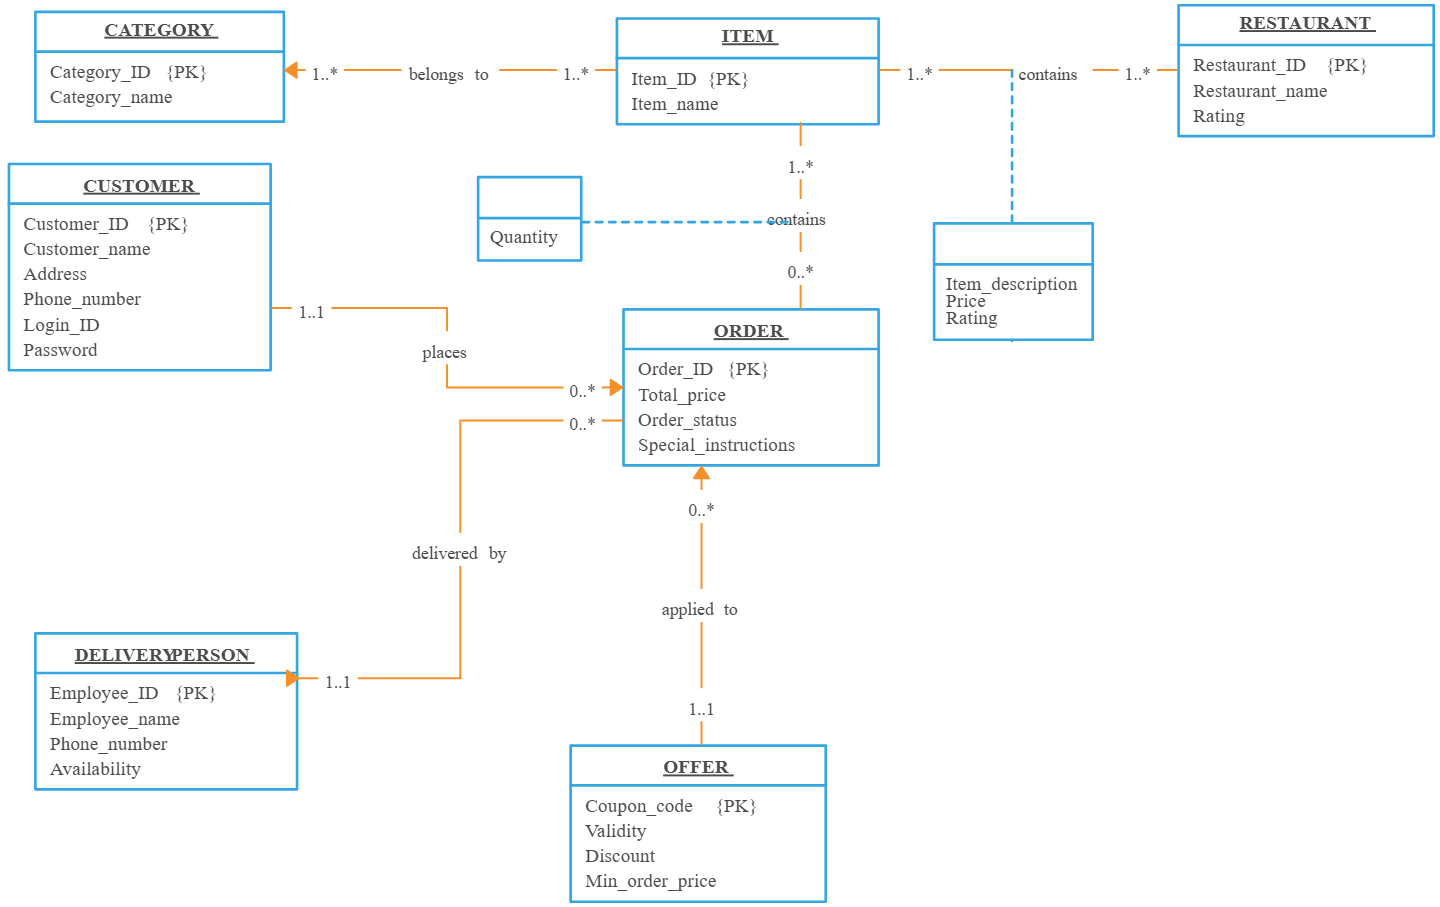 CATEGORY
Category_ID {PK}
Category_name
1..*
belongs to
1..*
ITEM
Item_ID {PK}
Item_name
1..*
contains
1..*
RESTAURANT
Restaurant_ID {PK}
Restaurant_name
Rating
CUSTOMER
Customer_ID {PK}
Customer_name
Address
Phone_number
Login_ID
Password
Quantity
1..*
contains
0..*
Item_description
Price
Rating
1..1
places
0..*
ORDER
Order_ID {PK}
Total_price
Order_status
Special_instructions
0..*
delivered by
1..1
0..*
applied to
1..1
DELIVERYPERSON
Employee_ID {PK}
Employee_name
Phone_number
Availability
OFFER
Coupon_code {PK}
Validity
Discount
Min_order_price